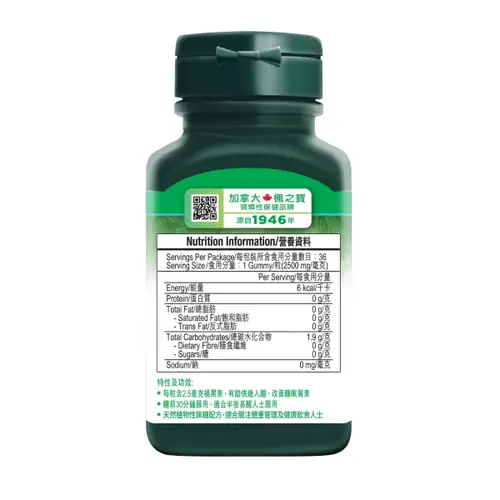 加拿大🍁楓之寶
領導性保健品牌
源自1946年
Nutrition Information/營養資料
Servings Per Package/每包裝所含食用分量數目：36
Serving Size/食用分量：1 Gummy/粒(2500 mg/毫克)
Per Serving/每食用分量
Energy/能量 6 kcal/千卡
Protein/蛋白質 0 g/克
Total Fat/總脂肪 0 g/克
- Saturated Fat/飽和脂肪 0 g/克
- Trans Fat/反式脂肪 0 g/克
Total Carbohydrates/總碳水化合物 1.9 g/克
- Dietary Fibre/膳食纖維 0 g/克
- Sugars/糖 0 g/克
Sodium/鈉 0 mg/毫克
特性及功效:
• 每粒含2.5毫克褪黑素，有助快速入睡，改善睡眠質素
• 睡前30分鐘服用，適合半夜易醒人士服用
• 天然植物性無糖配方，適合關注體重管理及健康飲食人士